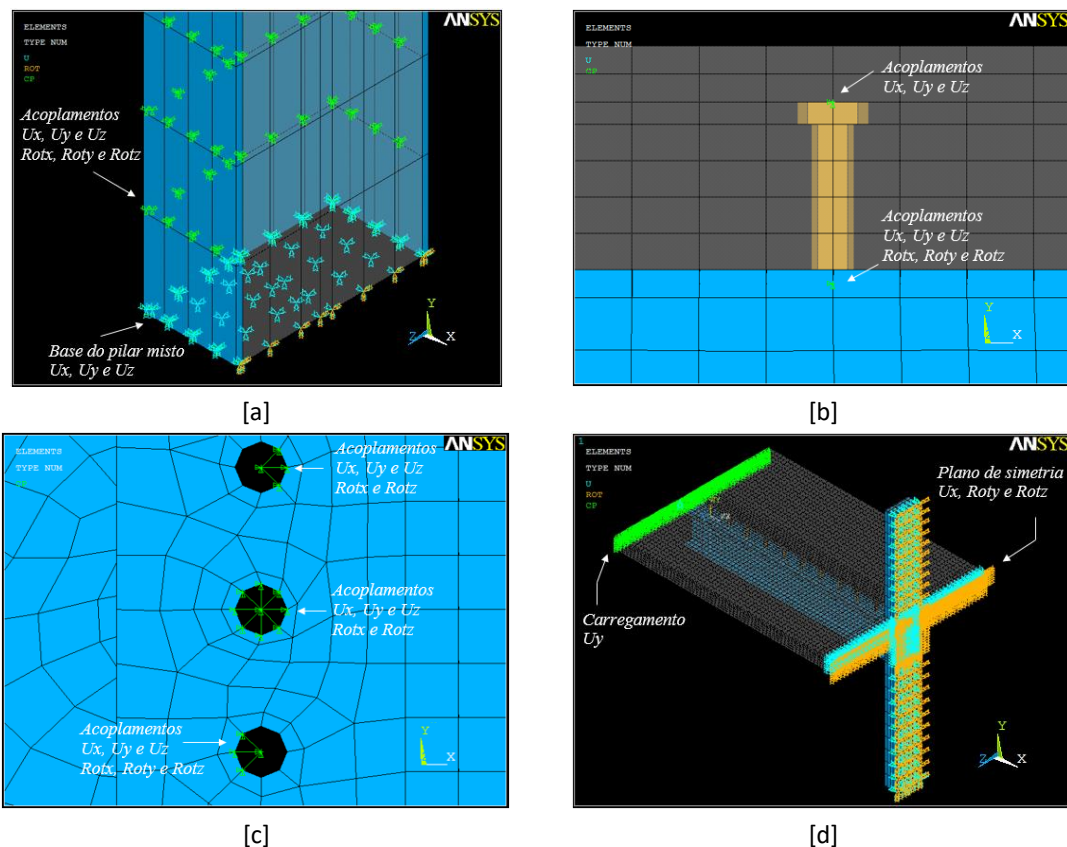 ANSYS
ELEMENTS
TYPE NUM
U
ROT
CP
Acoplamentos
Ux, Uy e Uz
Rotx, Roty e Rotz
Base do pilar misto
Ux, Uy e Uz
Y
Z
X
[a]
ANSYS
ELEMENTS
TYPE NUM
U
CP
Acoplamentos
Ux, Uy e Uz
Acoplamentos
Ux, Uy e Uz
Rotx, Roty e Rotz
Y
Z
X
[b]
ANSYS
ELEMENTS
TYPE NUM
CP
Acoplamentos
Ux, Uy e Uz
Rotx e Rotz
Acoplamentos
Ux, Uy e Uz
Rotx e Rotz
Acoplamentos
Ux, Uy e Uz
Rotx, Roty e Rotz
Y
Z
X
[c]
1
ANSYS
ELEMENTS
TYPE NUM
U
ROT
CP
Plano de simetria
Ux, Roty e Rotz
Carregamento
Uy
Y
Z
X
[d]